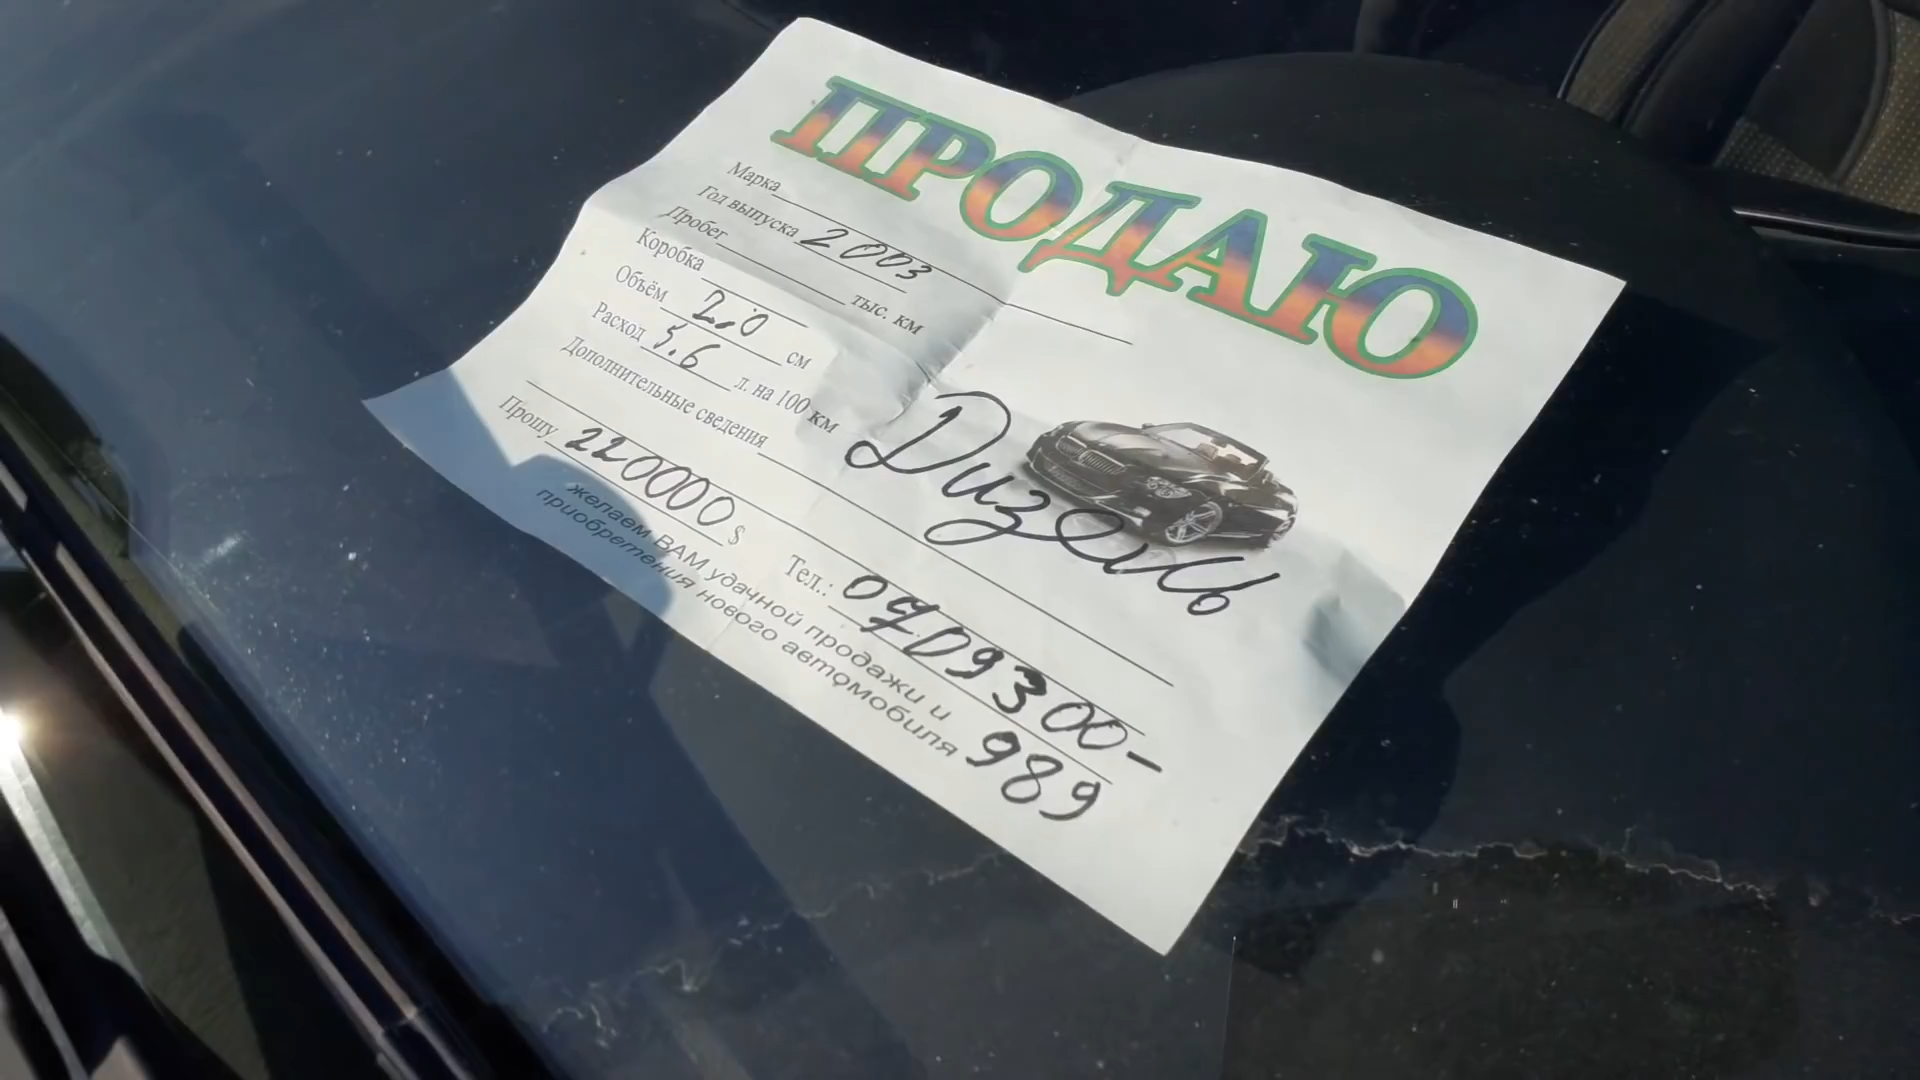 ПРОДАЮ
Марка
Год выпуска 2003
Пробег тыс. км
Коробка
Объём 2.0 см
Расход 5.6 л. на 100 км
Дополнительные сведения
Дизель
Прошу 220000 $
Тел.: 0709300-
989
желаем ВАМ удачной продажи и
приобретения нового автомобиля